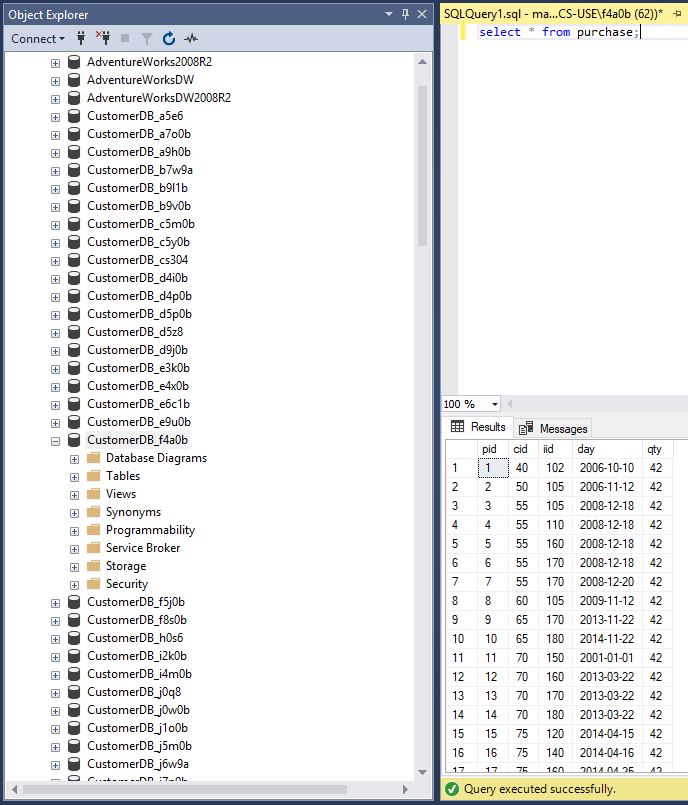 Object Explorer
Connect
AdventureWorks2008R2
AdventureWorksDW
AdventureWorksDW2008R2
CustomerDB_a5e6
CustomerDB_a7o0b
CustomerDB_a9h0b
CustomerDB_b7w9a
CustomerDB_b9l1b
CustomerDB_b9v0b
CustomerDB_c5m0b
CustomerDB_c5y0b
CustomerDB_cs304
CustomerDB_d4i0b
CustomerDB_d4p0b
CustomerDB_d5p0b
CustomerDB_d5z8
CustomerDB_d9j0b
CustomerDB_e3k0b
CustomerDB_e4x0b
CustomerDB_e6c1b
CustomerDB_e9u0b
CustomerDB_f4a0b
Database Diagrams
Tables
Views
Synonyms
Programmability
Service Broker
Storage
Security
CustomerDB_f5j0b
CustomerDB_f8s0b
CustomerDB_h0s6
CustomerDB_i2k0b
CustomerDB_i4m0b
CustomerDB_j0q8
CustomerDB_j0w0b
CustomerDB_j1o0b
CustomerDB_j5m0b
CustomerDB_j6w9a
SQLQuery1.sql - ma...CS-USE\f4a0b (62))*
select * from purchase;
100 %
Results Messages
pid cid iid day qty
1 1 40 102 2006-10-10 42
2 2 50 105 2006-11-12 42
3 3 55 105 2008-12-18 42
4 4 55 110 2008-12-18 42
5 5 55 160 2008-12-18 42
6 6 55 170 2008-12-18 42
7 7 55 170 2008-12-20 42
8 8 60 105 2009-11-12 42
9 9 65 170 2013-11-22 42
10 10 65 180 2014-11-22 42
11 11 70 150 2001-01-01 42
12 12 70 160 2013-03-22 42
13 13 70 170 2013-03-22 42
14 14 70 180 2013-03-22 42
15 15 75 120 2014-04-15 42
16 16 75 140 2014-04-16 42
17 17 75 160 2014-04-25 42
Query executed successfully.